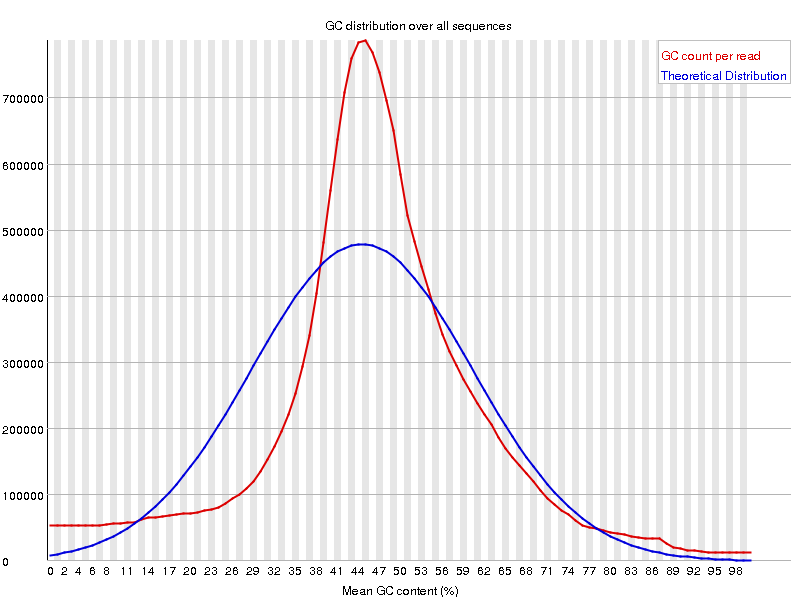 GC distribution over all sequences
GC count per read
Theoretical Distribution
700000
600000
500000
400000
300000
200000
100000
0
0 2 4 6 8 11 14 17 20 23 26 29 32 35 38 41 44 47 50 53 56 59 62 65 68 71 74 77 80 83 86 89 92 95 98
Mean GC content (%)